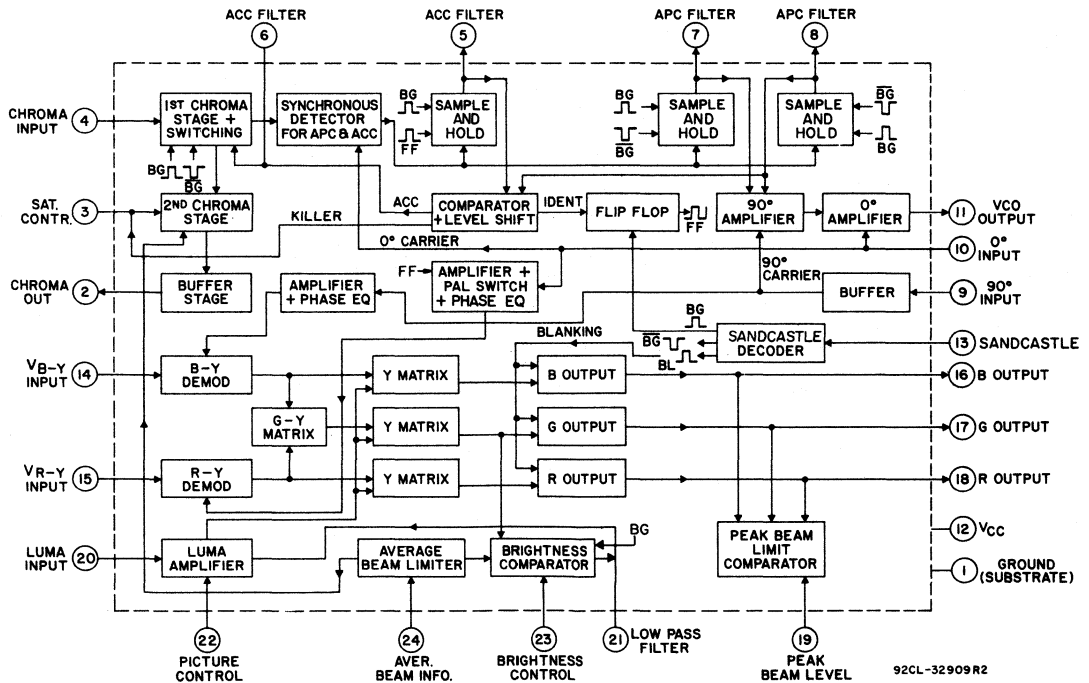 ACC FILTER
6
ACC FILTER
5
APC FILTER
7
APC FILTER
8
CHROMA
INPUT
4
1ST CHROMA
STAGE +
SWITCHING
SYNCHRONOUS
DETECTOR
FOR APC & ACC
BG
FF
SAMPLE
AND
HOLD
BG
BG
SAMPLE
AND
HOLD
SAMPLE
AND
HOLD
BG
BG
BG
BG
SAT.
CONTR.
3
2ND CHROMA
STAGE
KILLER
ACC
COMPARATOR
+ LEVEL SHIFT
IDENT
FLIP FLOP
FF
90° 
AMPLIFIER
0°
AMPLIFIER
11
VCO
OUTPUT
0° CARRIER
10
0°
INPUT
CHROMA
OUT
2
BUFFER
STAGE
AMPLIFIER
+ PHASE EQ
FF
AMPLIFIER +
PAL SWITCH
+ PHASE EQ
90°
CARRIER
BUFFER
9
90°
INPUT
BLANKING
BG
BG
BL
SANDCASTLE
DECODER
13
SANDCASTLE
VB-Y
INPUT
14
B-Y
DEMOD
Y MATRIX
B OUTPUT
16
B OUTPUT
G-Y
MATRIX
Y MATRIX
G OUTPUT
17
G OUTPUT
VR-Y
INPUT
15
R-Y
DEMOD
Y MATRIX
R OUTPUT
18
R OUTPUT
LUMA
INPUT
20
LUMA
AMPLIFIER
AVERAGE
BEAM LIMITER
BRIGHTNESS
COMPARATOR
BG
PEAK BEAM
LIMIT
COMPARATOR
12
VCC
1
GROUND
(SUBSTRATE)
22
PICTURE
CONTROL
24
AVER.
BEAM INFO.
23
BRIGHTNESS
CONTROL
21
LOW PASS
FILTER
19
PEAK
BEAM LEVEL
92CL-32909R2